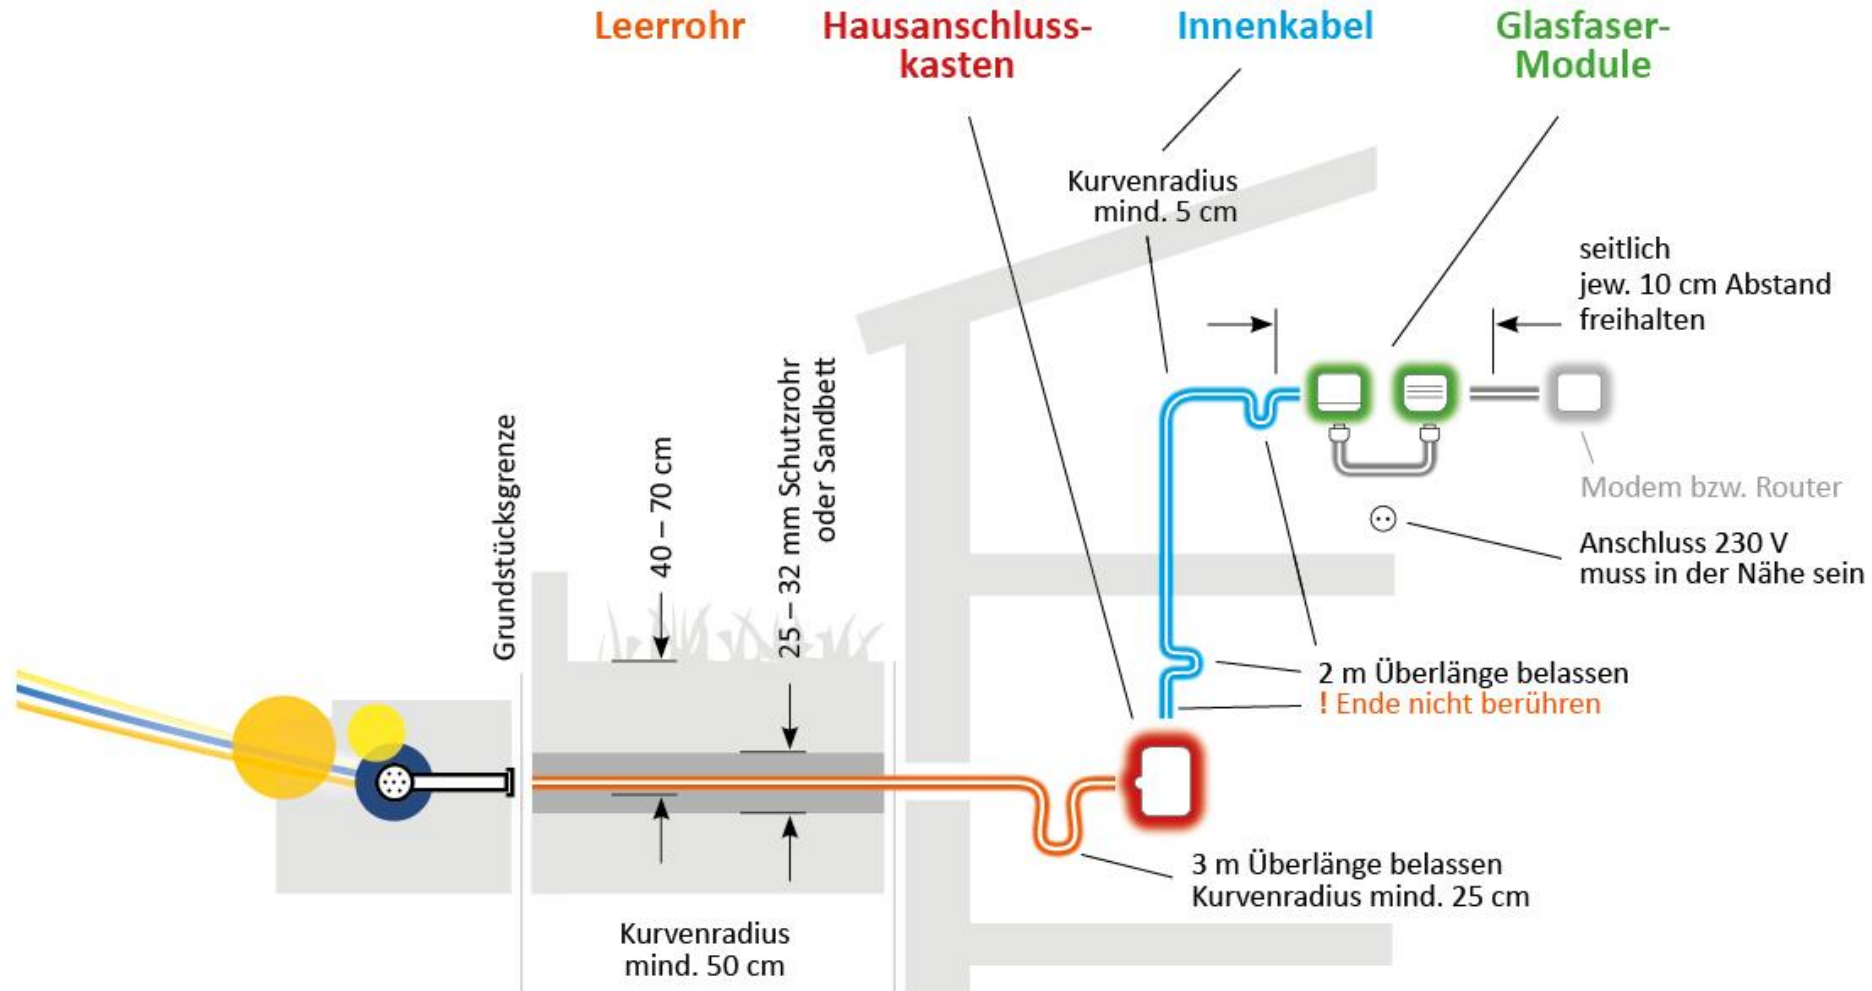 Leerrohr
Hausanschluss-
kasten
Innenkabel
Glasfaser-
Module
Kurvenradius
mind. 5 cm
seitlich
jew. 10 cm Abstand
freihalten
Grundstücksgrenze
40 – 70 cm
25 – 32 mm Schutzrohr
oder Sandbett
Modem bzw. Router
Anschluss 230 V
muss in der Nähe sein
2 m Überlänge belassen
! Ende nicht berühren
3 m Überlänge belassen
Kurvenradius mind. 25 cm
Kurvenradius
mind. 50 cm